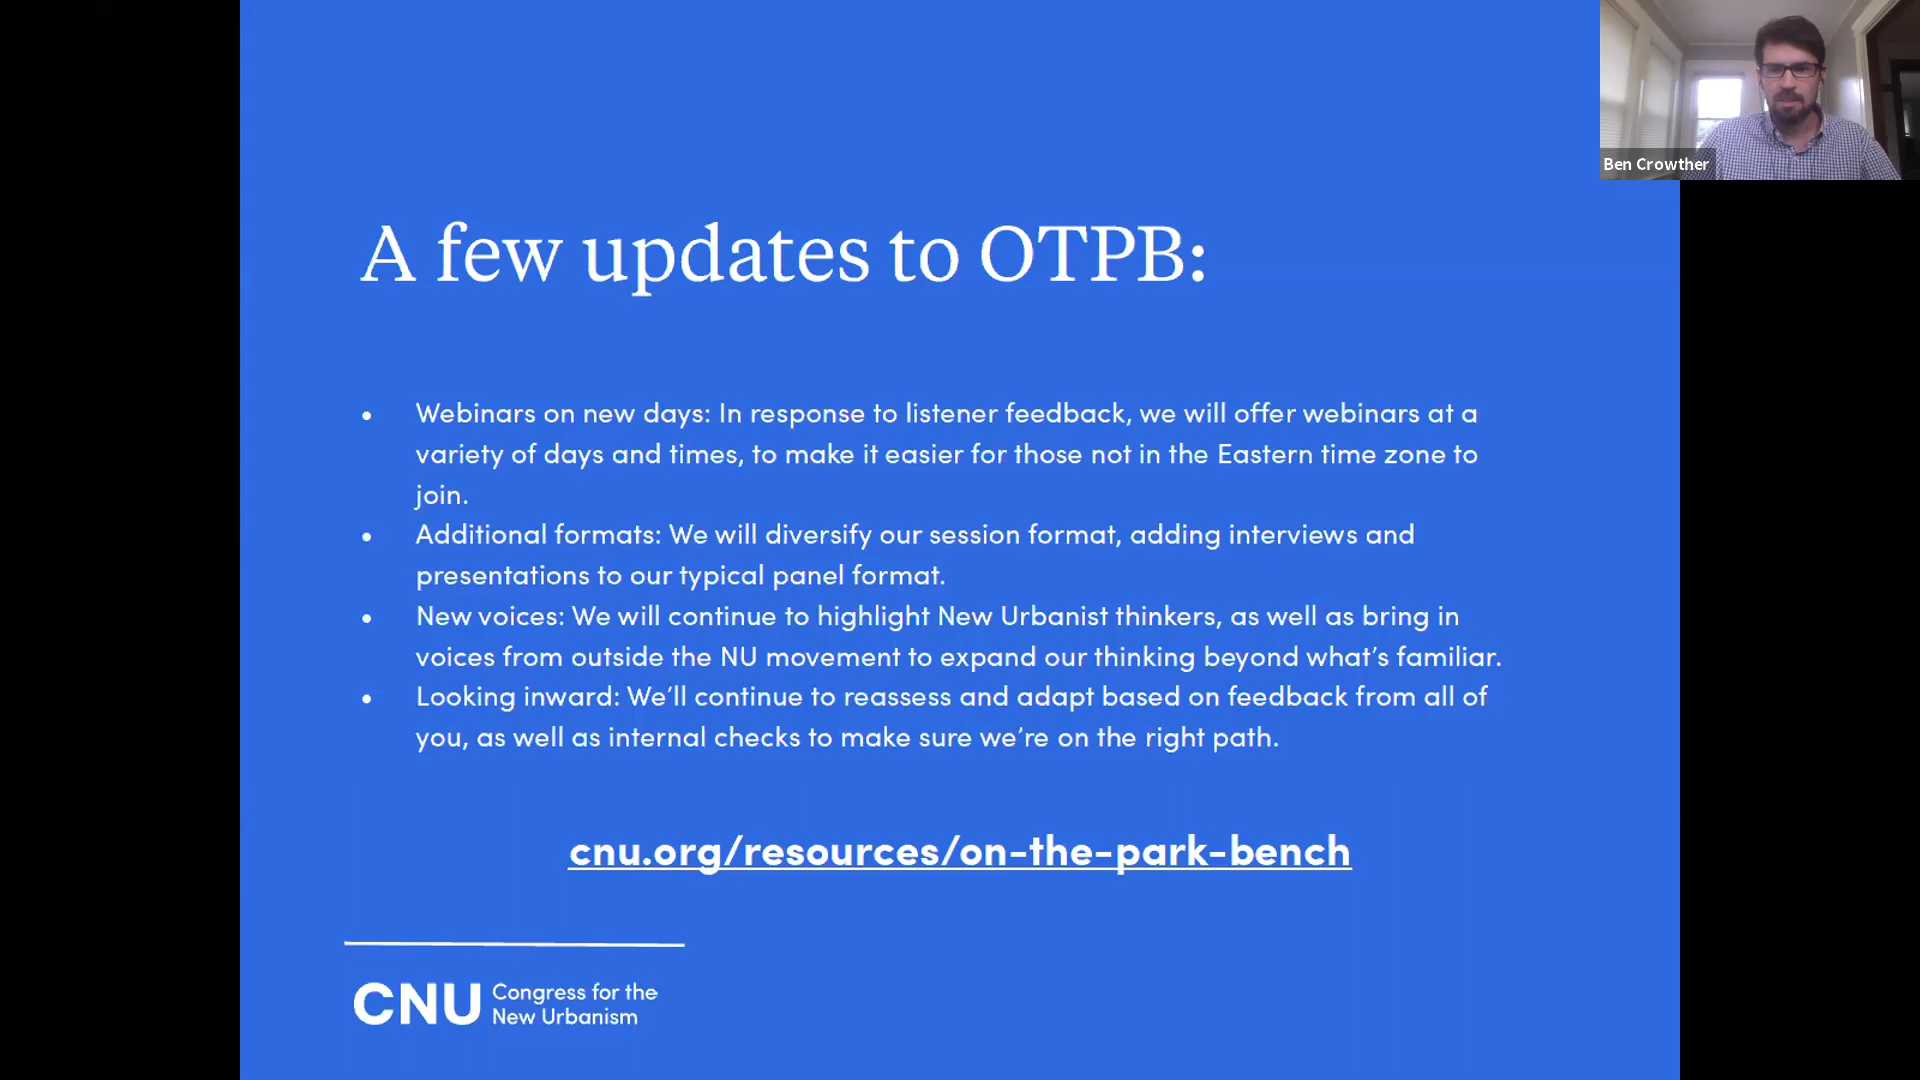 Ben Crowther
A few updates to OTPB:
• Webinars on new days: In response to listener feedback, we will offer webinars at a
variety of days and times, to make it easier for those not in the Eastern time zone to
join.
• Additional formats: We will diversify our session format, adding interviews and
presentations to our typical panel format.
• New voices: We will continue to highlight New Urbanist thinkers, as well as bring in
voices from outside the NU movement to expand our thinking beyond what’s familiar.
• Looking inward: We’ll continue to reassess and adapt based on feedback from all of
you, as well as internal checks to make sure we’re on the right path.
cnu.org/resources/on-the-park-bench
CNU Congress for the
New Urbanism